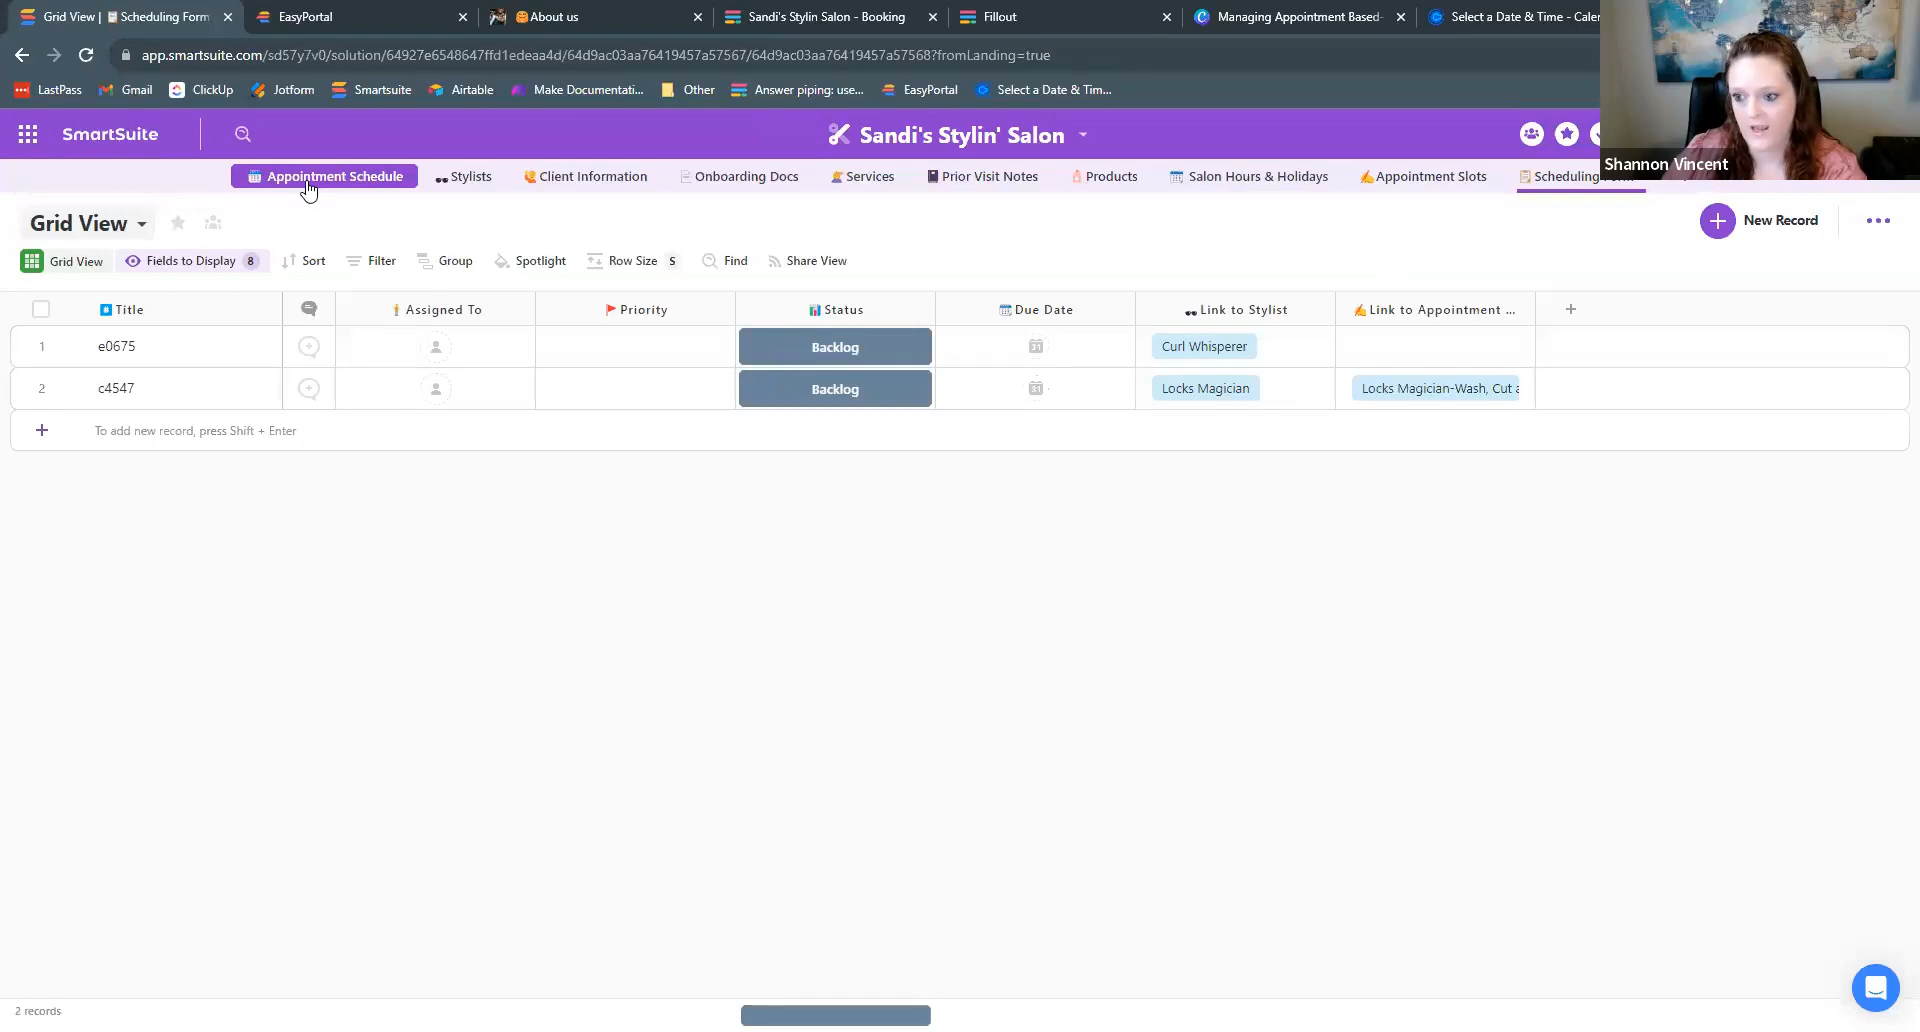 Grid View | Scheduling Form
EasyPortal
About us
Sandi's Stylin Salon - Booking
Fillout
Managing Appointment Based-
Select a Date & Time - Cale
app.smartsuite.com/sd57y7v0/solution/64927e6548647ffd1edeaa4d/64d9ac03aa76419457a57567/64d9ac03aa76419457a57568?fromLanding=true
LastPass
Gmail
ClickUp
Jotform
Smartsuite
Airtable
Make Documentati...
Other
Answer piping: use...
EasyPortal
Select a Date & Tim...
SmartSuite
Sandi's Stylin' Salon
Shannon Vincent
Appointment Schedule
Stylists
Client Information
Onboarding Docs
Services
Prior Visit Notes
Products
Salon Hours & Holidays
Appointment Slots
Scheduling
Grid View
New Record
Grid View
Fields to Display 8
Sort
Filter
Group
Spotlight
Row Size S
Find
Share View
Title
Assigned To
Priority
Status
Due Date
Link to Stylist
Link to Appointment ...
1 e0675 Backlog 31 Curl Whisperer
2 c4547 Backlog 31 Locks Magician Locks Magician-Wash, Cut a
To add new record, press Shift + Enter
2 records